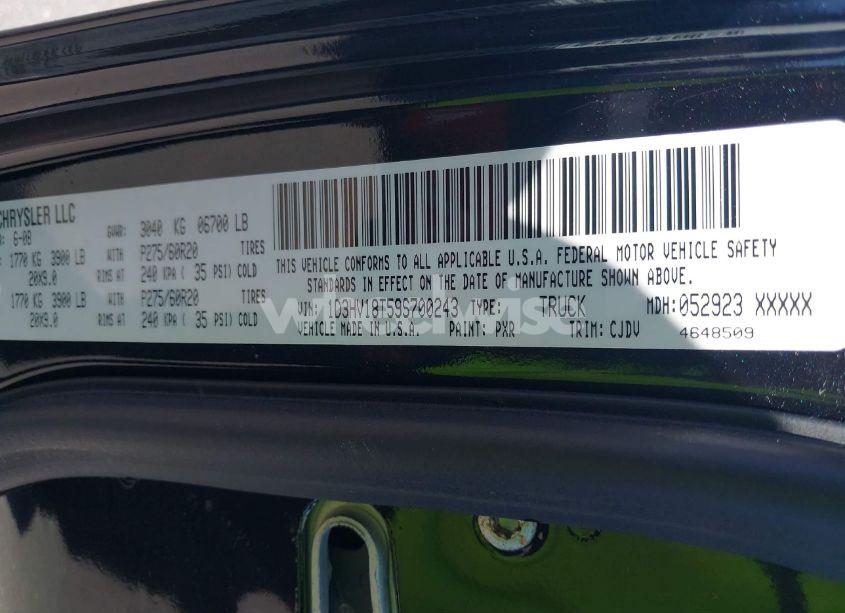 CHRYSLER LLC
6-08 GVWR: 3040 KG 06700 LB
1770 KG 3900 LB WITH P275/60R20 TIRES
20X9.0 RIMS AT 240 KPA ( 35 PSI) COLD
1770 KG 3900 LB WITH P275/60R20 TIRES
20X9.0 RIMS AT 240 KPA ( 35 PSI) COLD
THIS VEHICLE CONFORMS TO ALL APPLICABLE U.S.A. FEDERAL MOTOR VEHICLE SAFETY
STANDARDS IN EFFECT ON THE DATE OF MANUFACTURE SHOWN ABOVE.
VIN: 1D3HV18T59S700243 TYPE: TRUCK MDH: 052923 XXXXX
VEHICLE MADE IN U.S.A. PAINT: PXR TRIM: CJDV 4648509